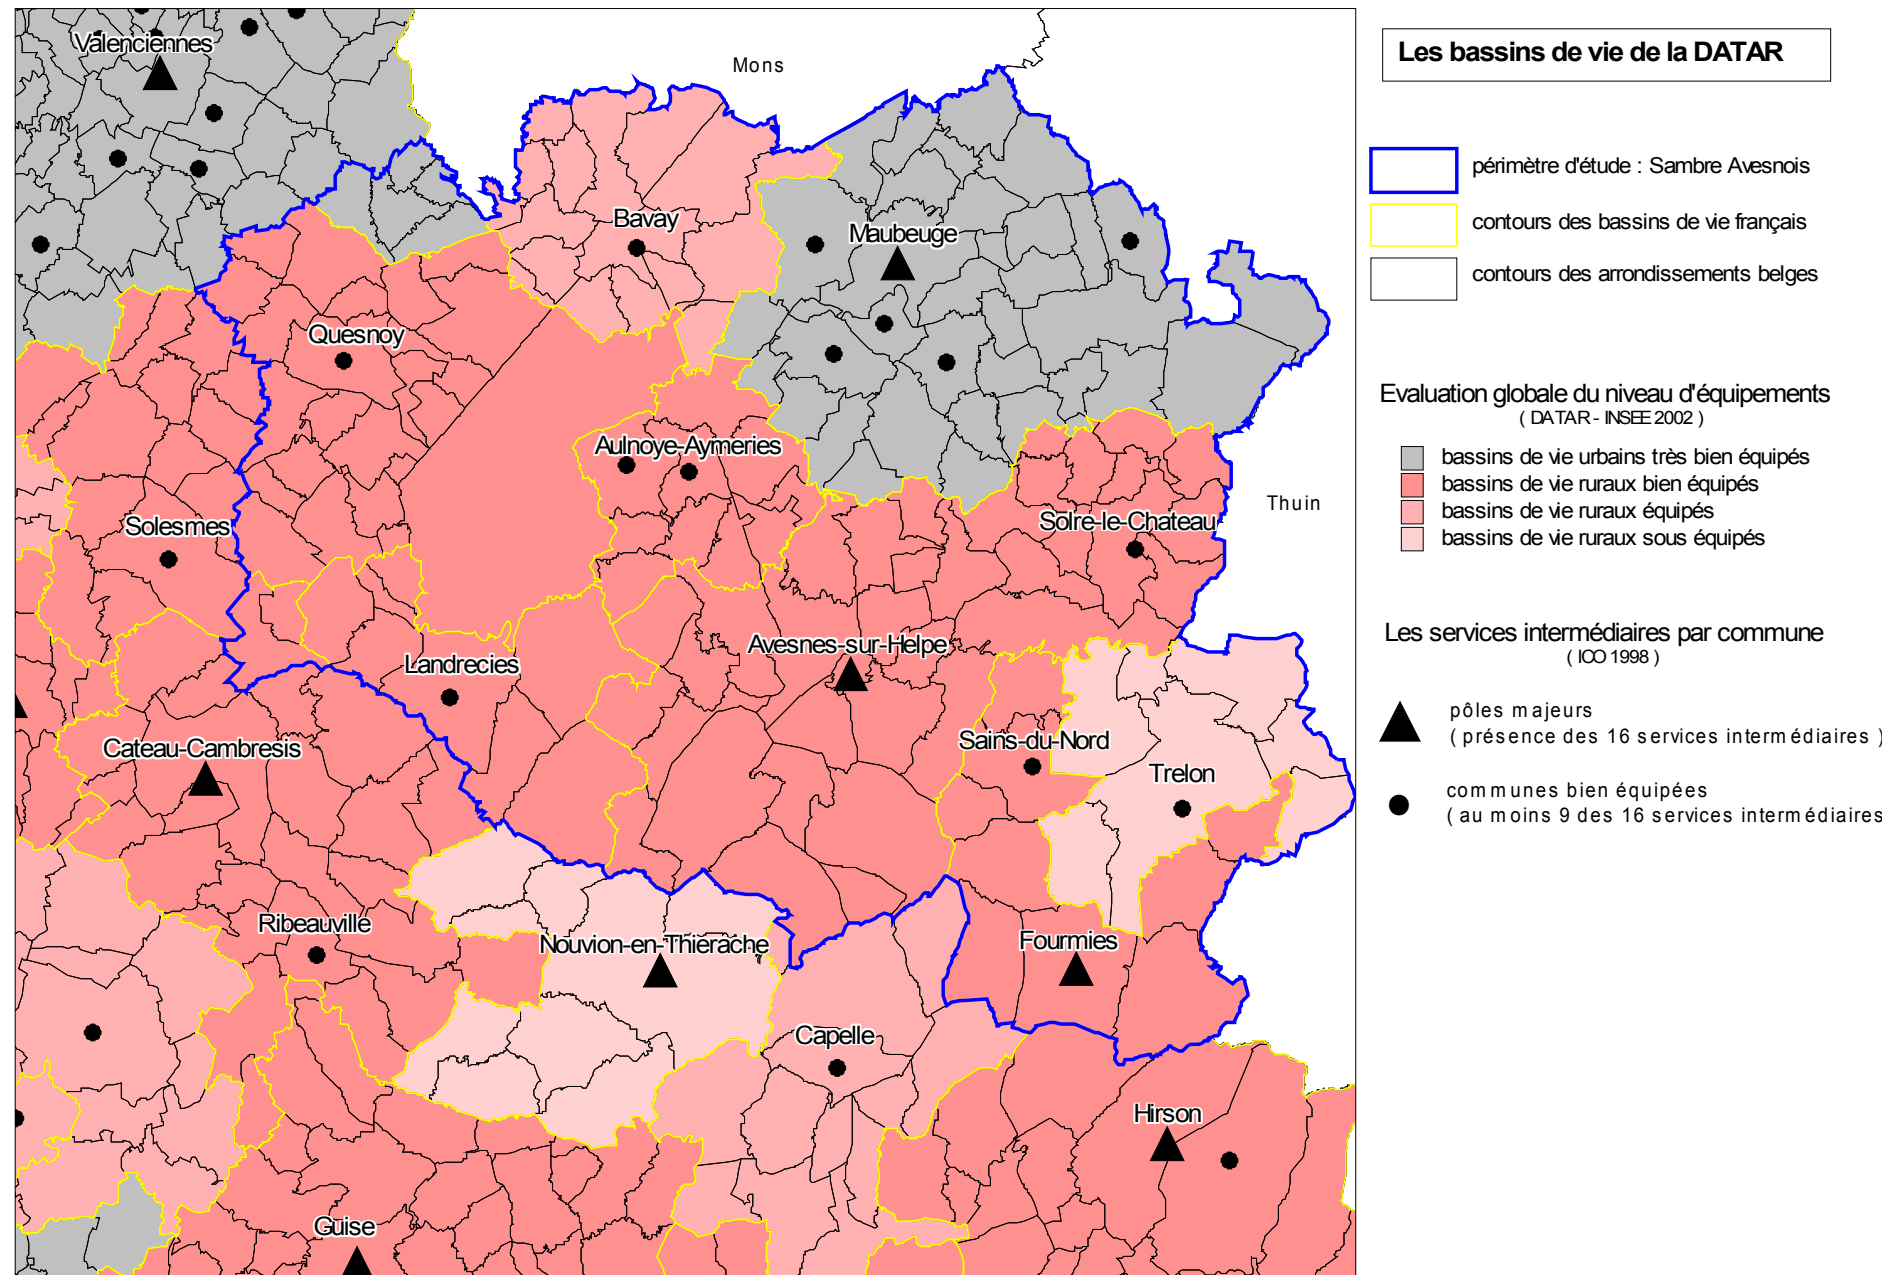 Valenciennes
Mons
Bavay
Maubeuge
Quesnoy
Aulnoye-Aymeries
Solesmes
Solre-le-Chateau
Thuin
Landrecies
Avesnes-sur-Helpe
Cateau-Cambresis
Sains-du-Nord
Trelon
Ribeauville
Nouvion-en-Thierache
Fourmies
Capelle
Hirson
Guise
Les bassins de vie de la DATAR
périmètre d'étude : Sambre Avesnois
contours des bassins de vie français
contours des arrondissements belges
Evaluation globale du niveau d'équipements
( DATAR - INSEE 2002 )
bassins de vie urbains très bien équipés
bassins de vie ruraux bien équipés
bassins de vie ruraux équipés
bassins de vie ruraux sous équipés
Les services intermédiaires par commune
( ICO 1998 )
pôles majeurs
( présence des 16 services intermédiaires )
communes bien équipées
( au moins 9 des 16 services intermédiaires